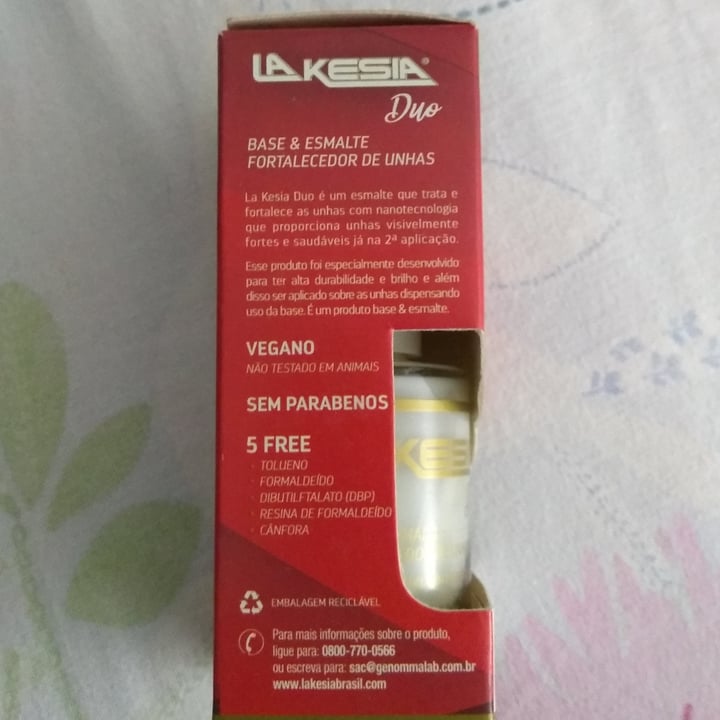 LA KESIA®
Duo
BASE & ESMALTE
FORTALECEDOR DE UNHAS
La Kesia Duo é um esmalte que trata e
fortalece as unhas com nanotecnologia
que proporciona unhas visivelmente
fortes e saudáveis já na 2ª aplicação.
Esse produto foi especialmente desenvolvido
para ter alta durabilidade e brilho e além
disso ser aplicado sobre as unhas dispensando
uso da base. É um produto base & esmalte.
VEGANO
NÃO TESTADO EM ANIMAIS
SEM PARABENOS
5 FREE
· TOLUENO
· FORMALDEÍDO
· DIBUTILFTALATO (DBP)
· RESINA DE FORMALDEÍDO
· CÂNFORA
KES
EMBALAGEM RECICLÁVEL
Para mais informações sobre o produto,
ligue para: 0800-770-0566
ou escreva para: sac@genommalab.com.br
www.lakesiabrasil.com